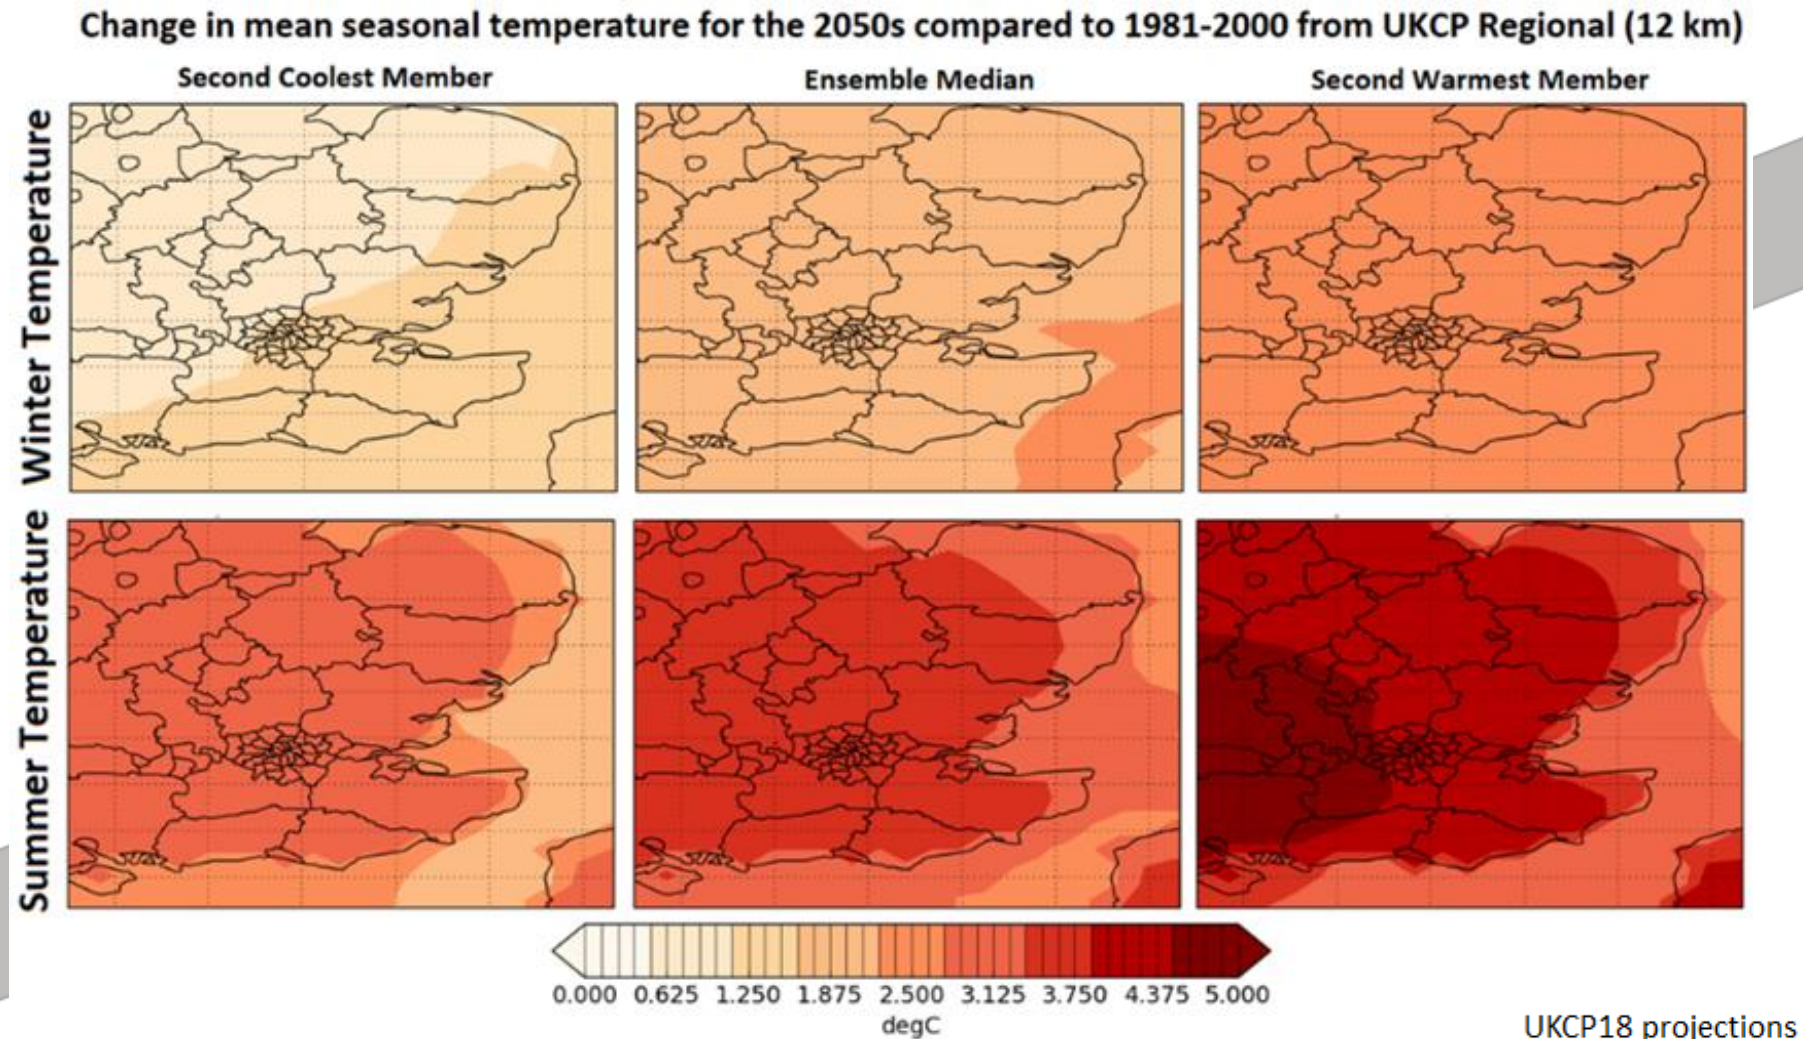 Change in mean seasonal temperature for the 2050s compared to 1981-2000 from UKCP Regional (12 km)
Second Coolest Member
Ensemble Median
Second Warmest Member
Winter Temperature
Summer Temperature
0.000 0.625 1.250 1.875 2.500 3.125 3.750 4.375 5.000
degC
UKCP18 projections